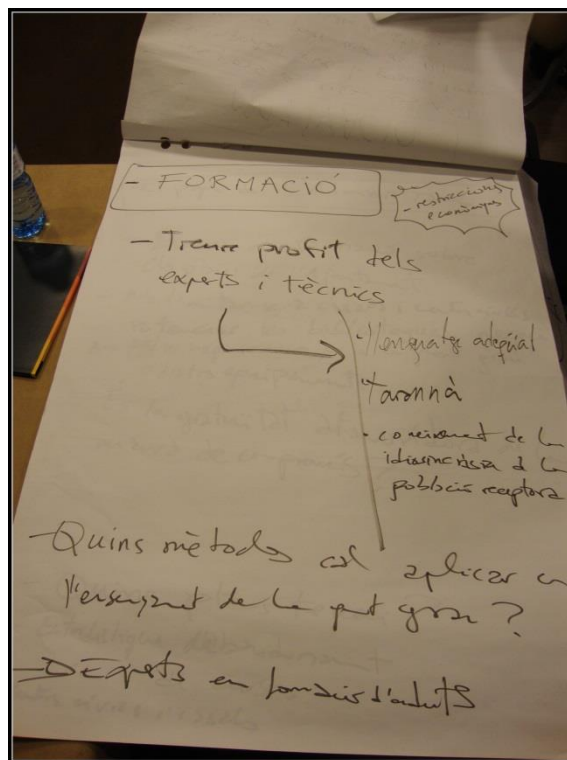 - FORMACIÓ
- restriccions
econòmiques
- Treure profit dels
experts i tècnics
· llenguatge adequat
· tarannà
· coneixement de la
idiosincràsia de la
població receptora
- Quins mètodes cal aplicar en
l'ensenyament de la gent gran?
→ Experts en formació d'adults